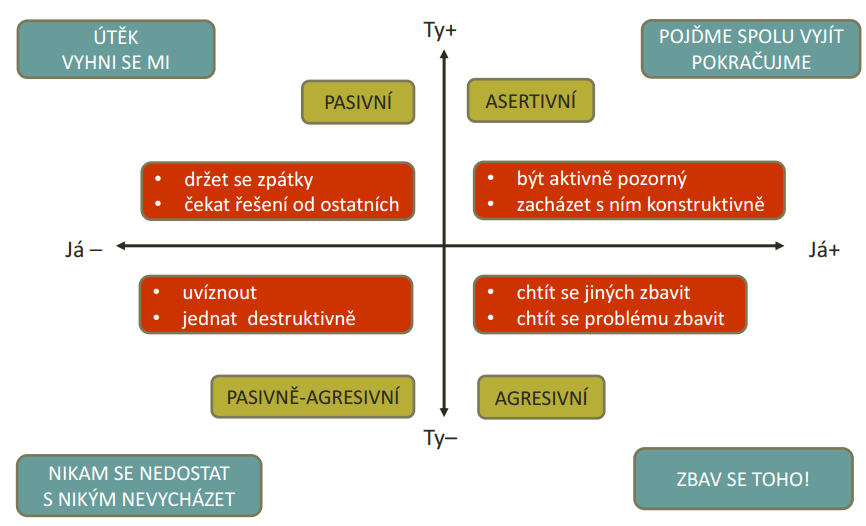 Ty+
ÚTĚK
VYHNI SE MI
POJĎME SPOLU VYJÍT
POKRAČUJME
PASIVNÍ
ASERTIVNÍ
• držet se zpátky
• čekat řešení od ostatních
• být aktivně pozorný
• zacházet s ním konstruktivně
Já –
Já+
• uvíznout
• jednat destruktivně
• chtít se jiných zbavit
• chtít se problému zbavit
PASIVNĚ-AGRESIVNÍ
AGRESIVNÍ
Ty–
NIKAM SE NEDOSTAT
S NIKÝM NEVYCHÁZET
ZBAV SE TOHO!